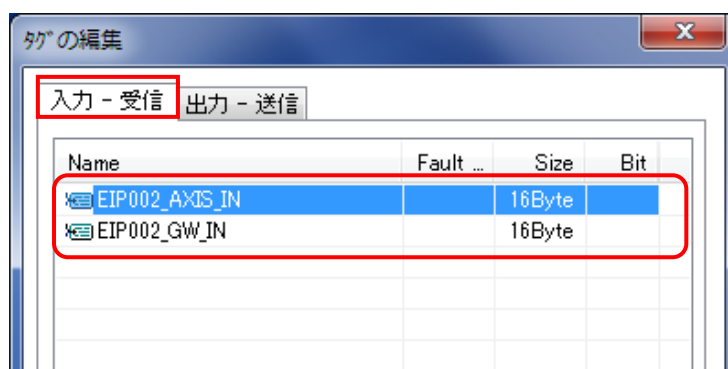 ﾀｸﾞの編集
入力 - 受信 出力 - 送信
Name Fault ... Size Bit
EIP002_AXIS_IN 16Byte
EIP002_GW_IN 16Byte